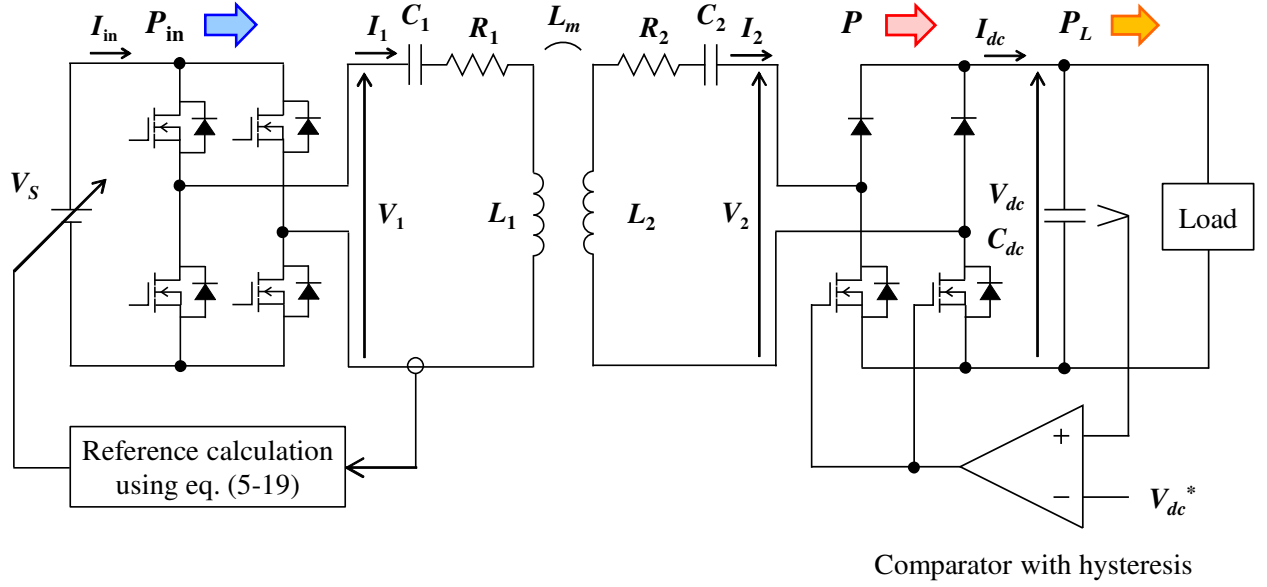 I_in
P_in
I_1
C_1
R_1
L_m
R_2
C_2
I_2
P
I_dc
P_L
V_S
V_1
L_1
L_2
V_2
V_dc
C_dc
Load
Reference calculation
using eq. (5-19)
+
−
V_dc*
Comparator with hysteresis